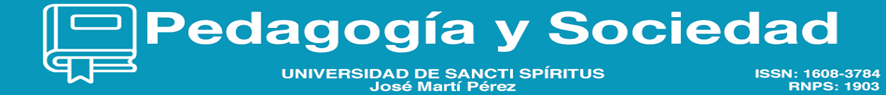 Pedagogía y Sociedad
UNIVERSIDAD DE SANCTI SPÍRITUS
José Martí Pérez
ISSN: 1608-3784
RNPS: 1903